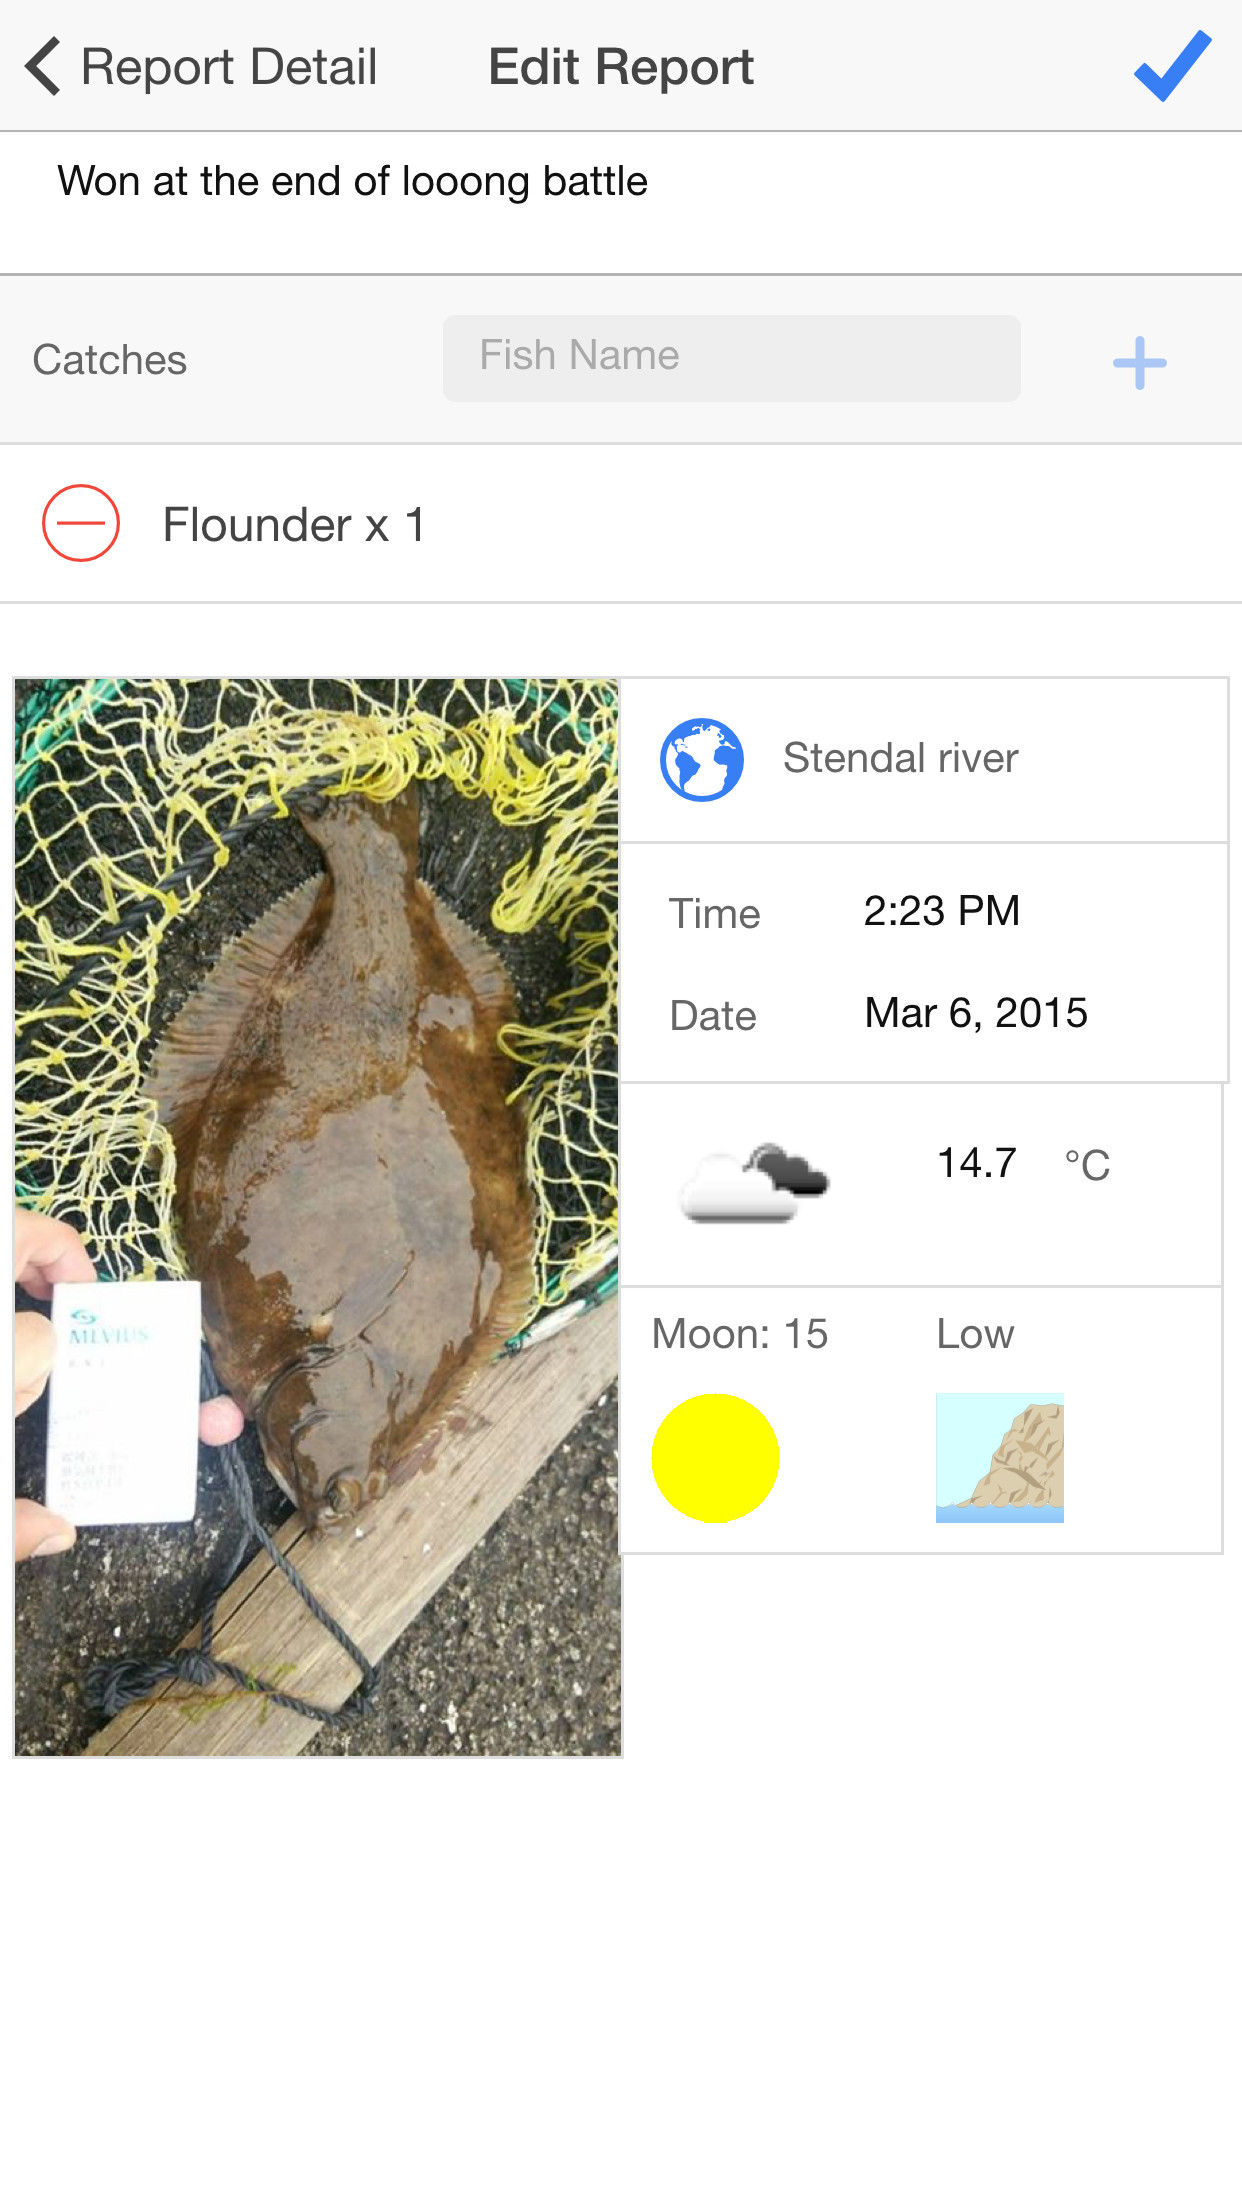 Report Detail
Edit Report
Won at the end of looong battle
Catches
Fish Name
Flounder x 1
Stendal river
Time
2:23 PM
Date
Mar 6, 2015
14.7 °C
Moon: 15
Low
MEVIUS